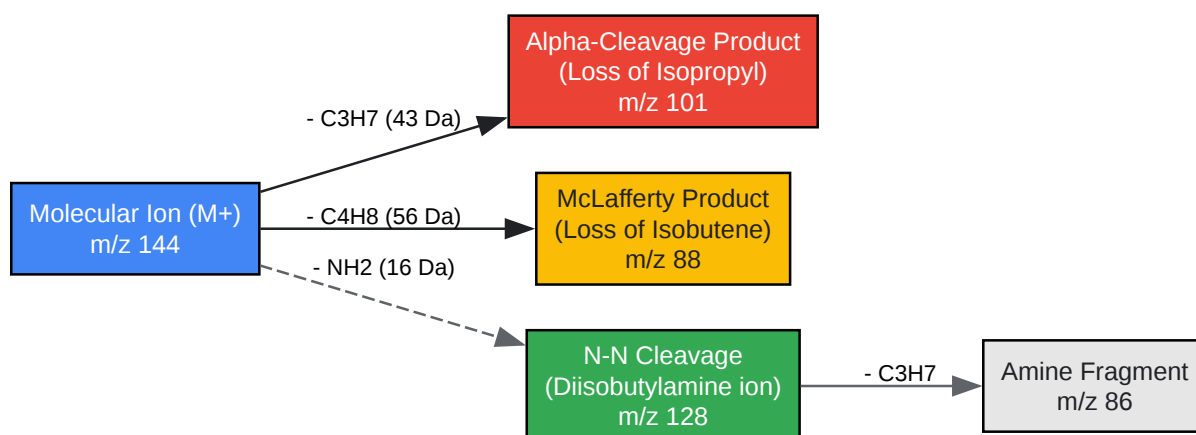 Alpha-Cleavage Product
(Loss of Isopropyl)
m/z 101
- C3H7 (43 Da)
Molecular Ion (M+)
m/z 144
- C4H8 (56 Da)
McLafferty Product
(Loss of Isobutene)
m/z 88
- NH2 (16 Da)
N-N Cleavage
(Diisobutylamine ion)
m/z 128
- C3H7
Amine Fragment
m/z 86